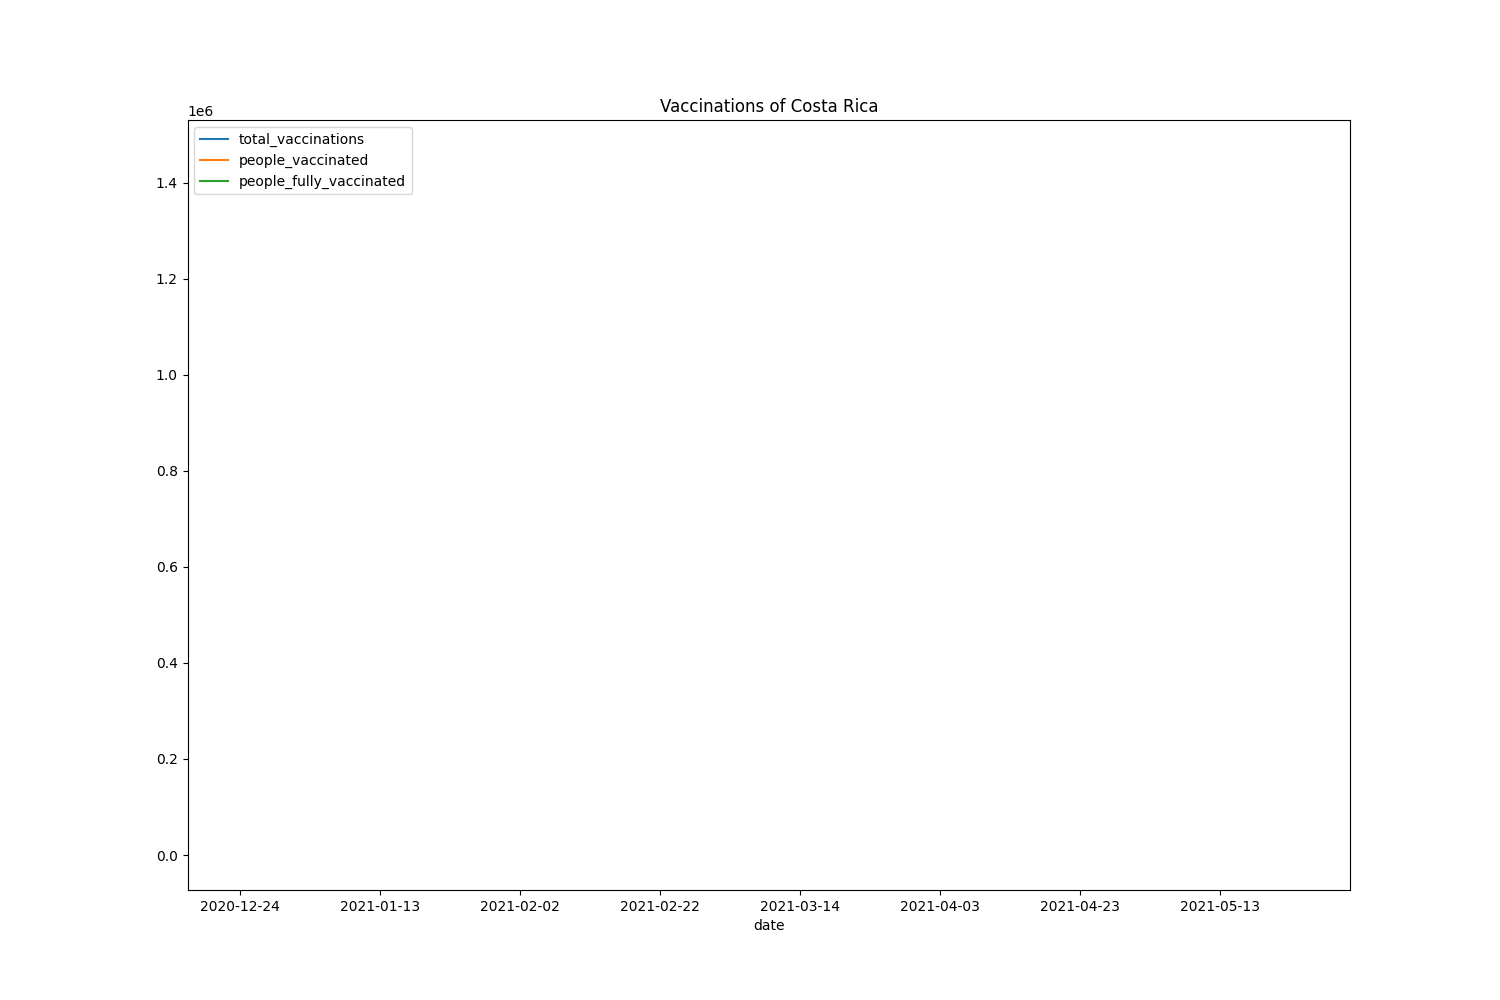 Vaccinations of Costa Rica
1e6
total_vaccinations
people_vaccinated
people_fully_vaccinated
1.4
1.2
1.0
0.8
0.6
0.4
0.2
0.0
2020-12-24 2021-01-13 2021-02-02 2021-02-22 2021-03-14 2021-04-03 2021-04-23 2021-05-13
date